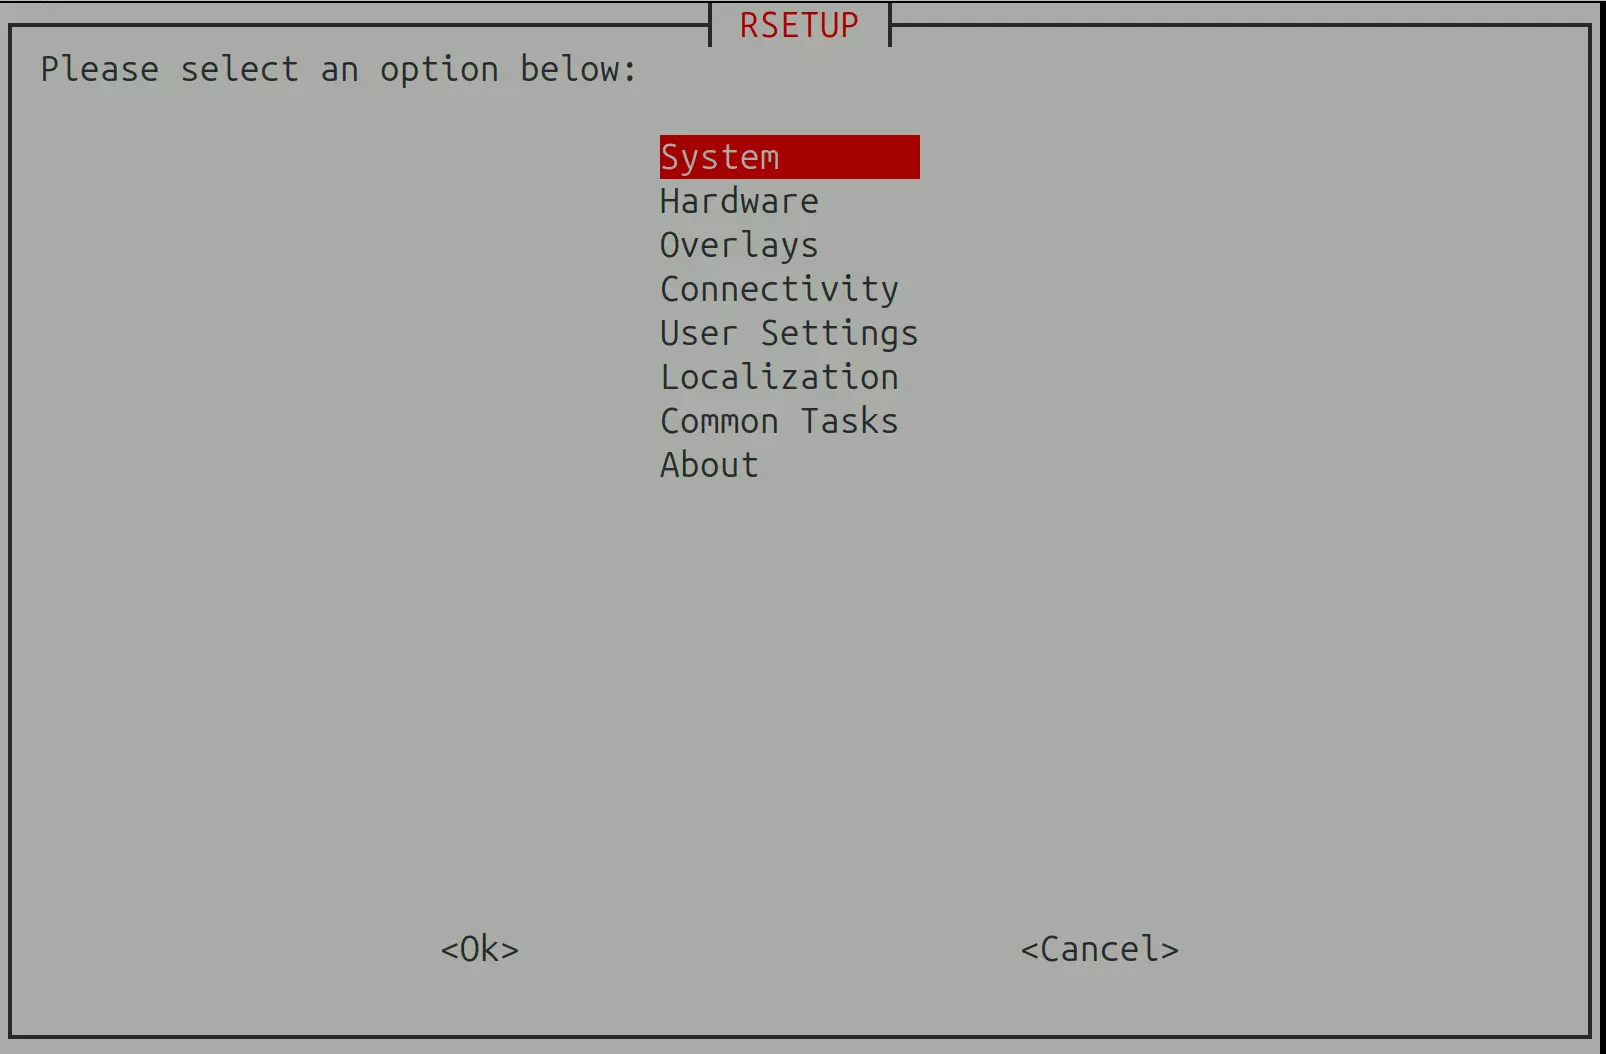 RSETUP
Please select an option below:
System
Hardware
Overlays
Connectivity
User Settings
Localization
Common Tasks
About
<Ok> <Cancel>